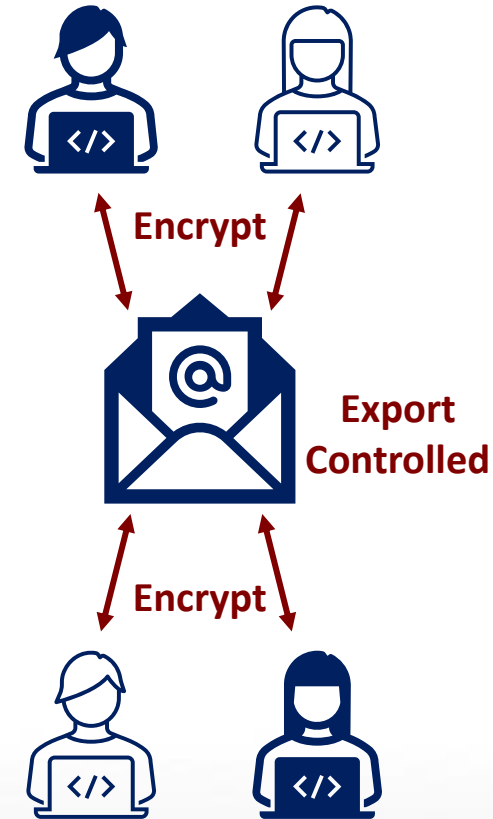 </> </>
Encrypt
@
Export
Controlled
Encrypt
</> </>